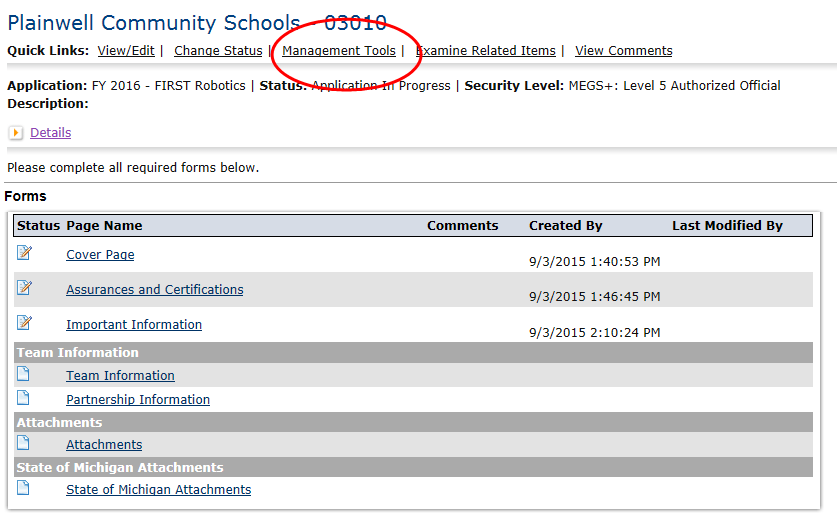 Plainwell Community Schools - 03010
Quick Links: View/Edit | Change Status | Management Tools | Examine Related Items | View Comments
Application: FY 2016 - FIRST Robotics | Status: Application In Progress | Security Level: MEGS+: Level 5 Authorized Official
Description:
Details
Please complete all required forms below.
Forms
Status Page Name Comments Created By Last Modified By
Cover Page 9/3/2015 1:40:53 PM
Assurances and Certifications 9/3/2015 1:46:45 PM
Important Information 9/3/2015 2:10:24 PM
Team Information
Team Information
Partnership Information
Attachments
Attachments
State of Michigan Attachments
State of Michigan Attachments